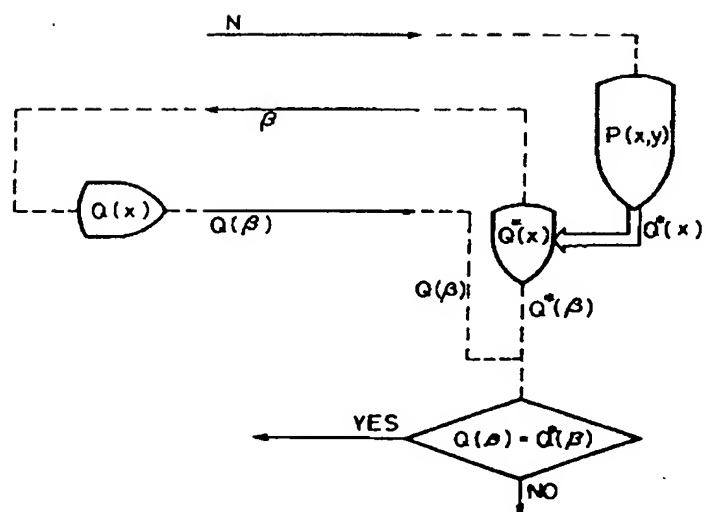 N
β
P(x,y)
Q(x)
Q(β)
Q*(x)
Q*(x)
Q(β)
Q*(β)
YES
Q(β) = Q*(β)
NO